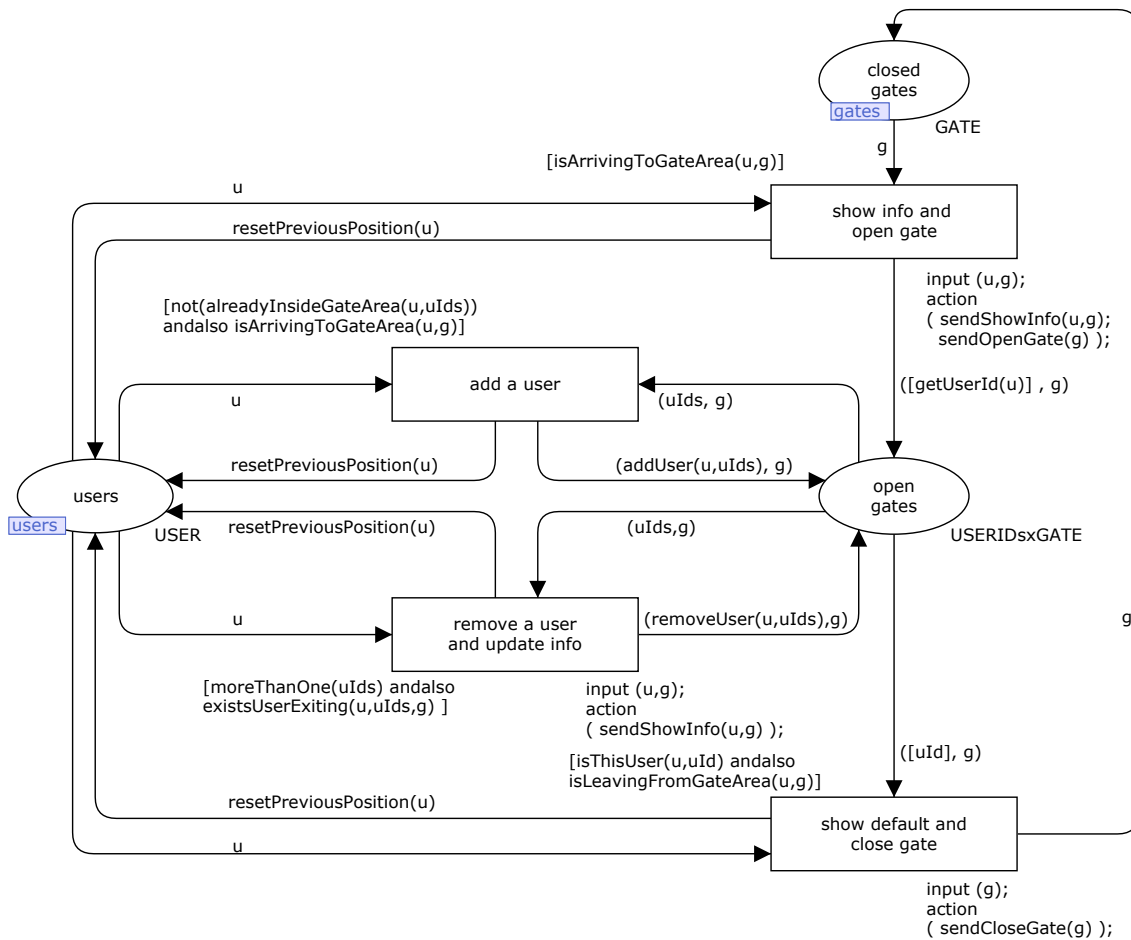 closed
gates
gates
GATE
g
[isArrivingToGateArea(u,g)]
u
show info and
open gate
resetPreviousPosition(u)
input (u,g);
action
( sendShowInfo(u,g);
sendOpenGate(g) );
[not(alreadyInsideGateArea(u,uIds))
andalso isArrivingToGateArea(u,g)]
add a user
u
(uIds, g)
([getUserId(u)] , g)
resetPreviousPosition(u)
(addUser(u,uIds), g)
users
users
USER
open
gates
USERIDsxGATE
resetPreviousPosition(u)
(uIds,g)
u
remove a user
and update info
(removeUser(u,uIds),g)
g
[moreThanOne(uIds) andalso
existsUserExiting(u,uIds,g) ]
input (u,g);
action
( sendShowInfo(u,g) );
[isThisUser(u,uId) andalso
isLeavingFromGateArea(u,g)]
([uId], g)
resetPreviousPosition(u)
show default and
close gate
u
input (g);
action
( sendCloseGate(g) );